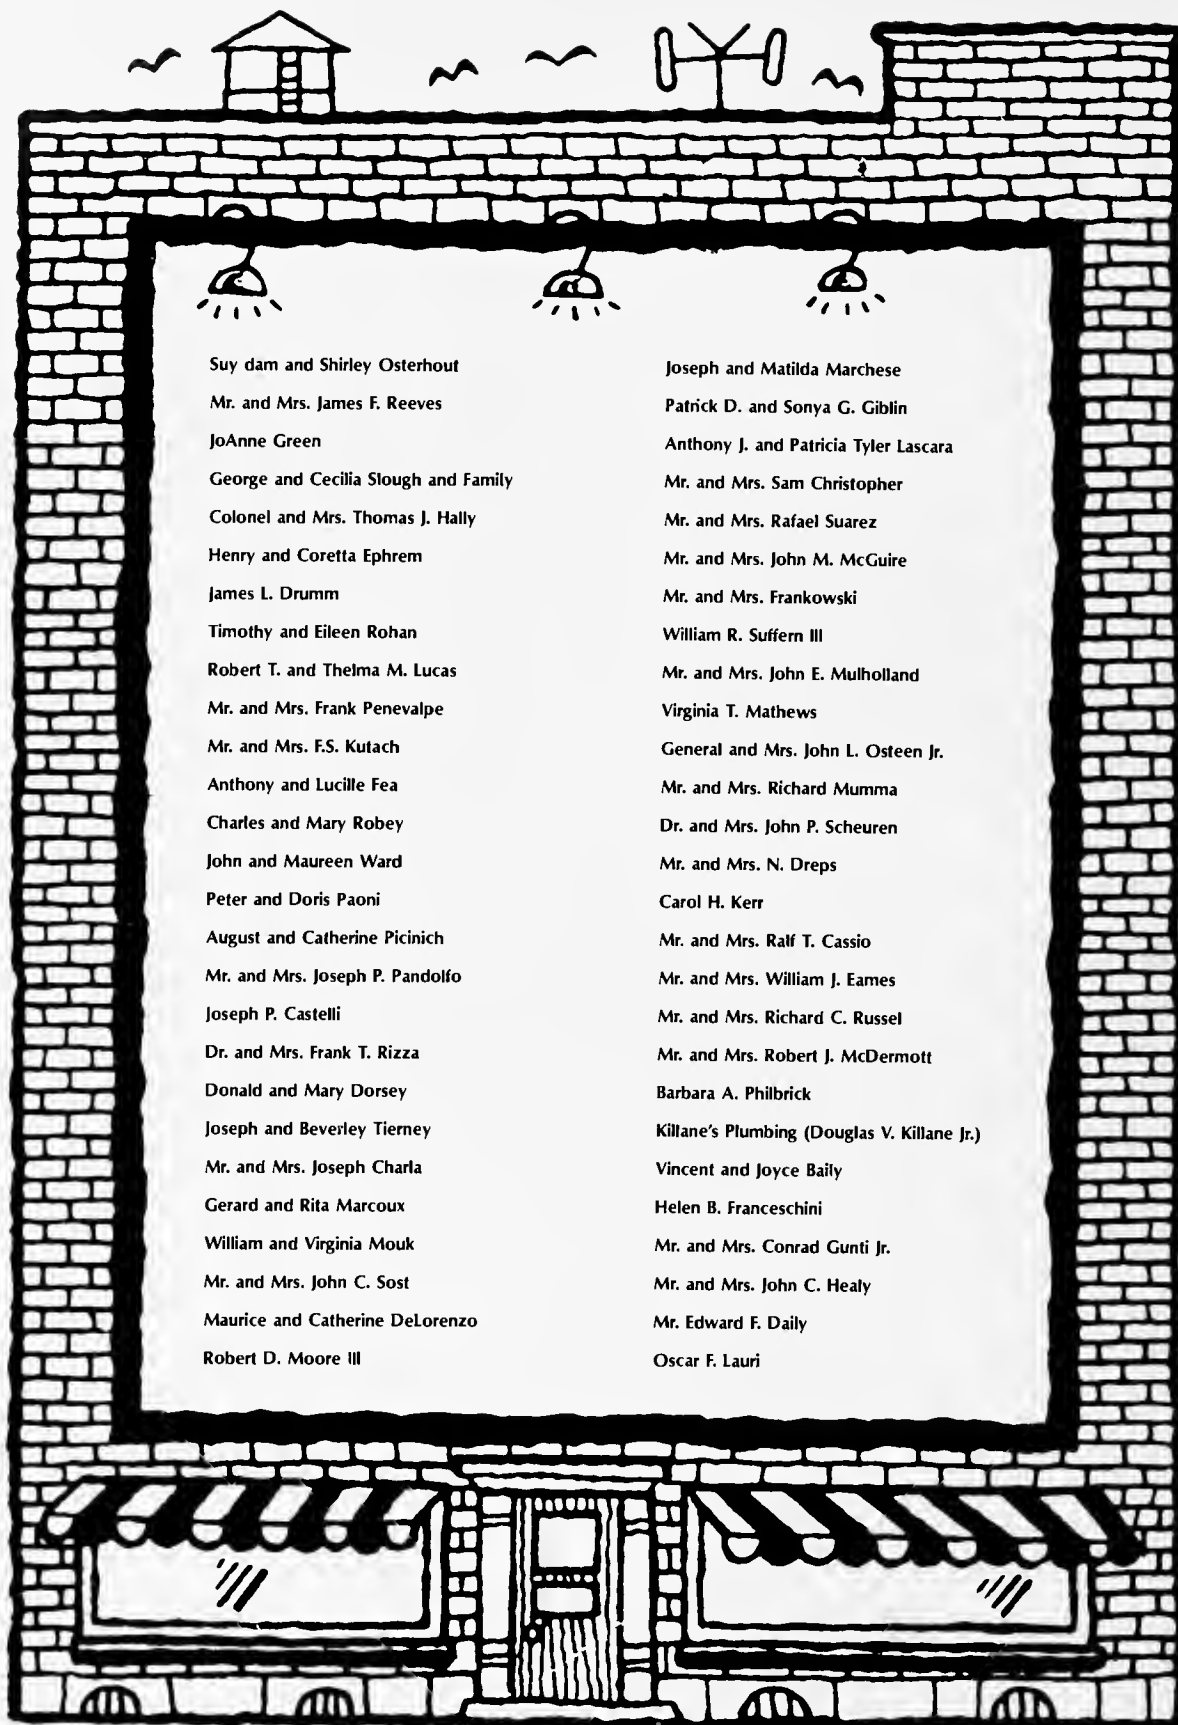 Suy dam and Shirley Osterhout
Mr. and Mrs. James F. Reeves
JoAnne Green
George and Cecilia Slough and Family
Colonel and Mrs. Thomas J. Hally
Henry and Coretta Ephrem
James L. Drumm
Timothy and Eileen Rohan
Robert T. and Thelma M. Lucas
Mr. and Mrs. Frank Penevalpe
Mr. and Mrs. F.S. Kutach
Anthony and Lucille Fea
Charles and Mary Robey
John and Maureen Ward
Peter and Doris Paoni
August and Catherine Picinich
Mr. and Mrs. Joseph P. Pandolfo
Joseph P. Castelli
Dr. and Mrs. Frank T. Rizza
Donald and Mary Dorsey
Joseph and Beverley Tierney
Mr. and Mrs. Joseph Charla
Gerard and Rita Marcoux
William and Virginia Mouk
Mr. and Mrs. John C. Sost
Maurice and Catherine DeLorenzo
Robert D. Moore III
Joseph and Matilda Marchese
Patrick D. and Sonya G. Giblin
Anthony J. and Patricia Tyler Lascara
Mr. and Mrs. Sam Christopher
Mr. and Mrs. Rafael Suarez
Mr. and Mrs. John M. McGuire
Mr. and Mrs. Frankowski
William R. Suffern III
Mr. and Mrs. John E. Mulholland
Virginia T. Mathews
General and Mrs. John L. Osteen Jr.
Mr. and Mrs. Richard Mumma
Dr. and Mrs. John P. Scheuren
Mr. and Mrs. N. Dreps
Carol H. Kerr
Mr. and Mrs. Ralf T. Cassio
Mr. and Mrs. William J. Eames
Mr. and Mrs. Richard C. Russel
Mr. and Mrs. Robert J. McDermott
Barbara A. Philbrick
Killane's Plumbing (Douglas V. Killane Jr.)
Vincent and Joyce Baily
Helen B. Franceschini
Mr. and Mrs. Conrad Gunti Jr.
Mr. and Mrs. John C. Healy
Mr. Edward F. Daily
Oscar F. Lauri